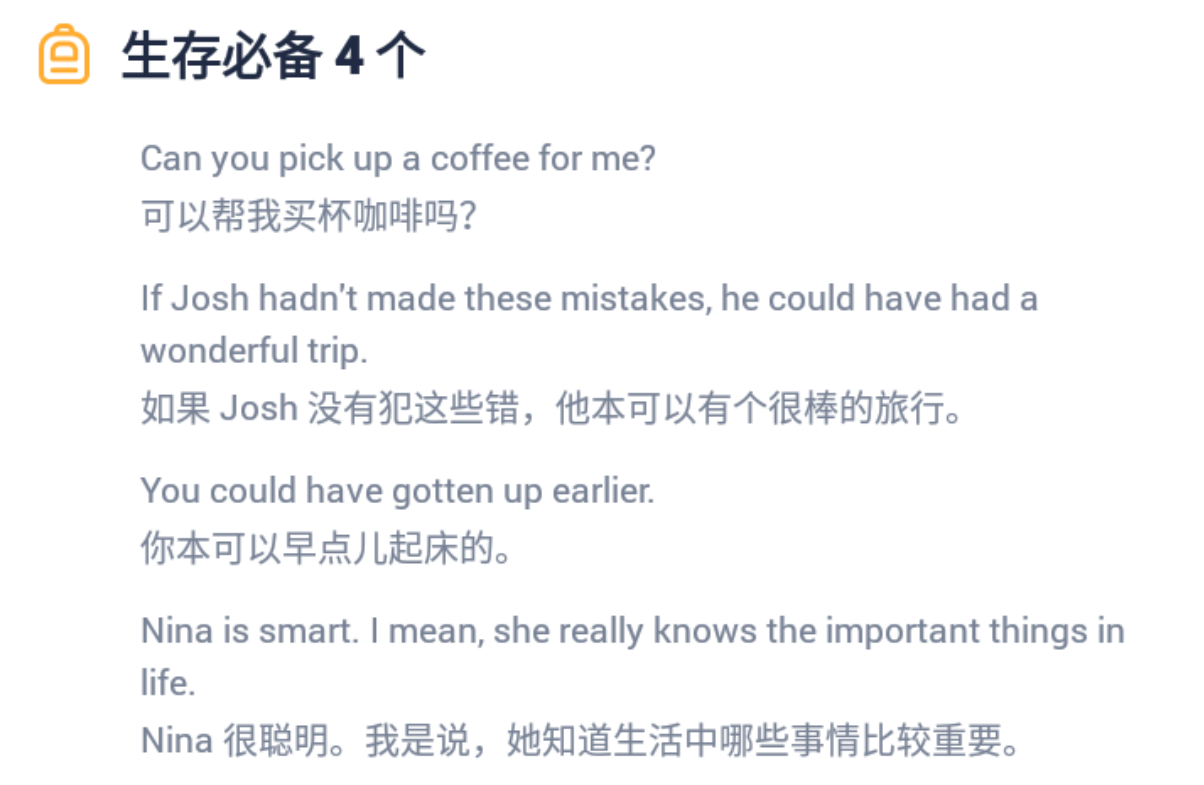 生存必备 4 个
Can you pick up a coffee for me?
可以帮我买杯咖啡吗?
If Josh hadn't made these mistakes, he could have had a
wonderful trip.
如果 Josh 没有犯这些错，他本可以有个很棒的旅行。
You could have gotten up earlier.
你本可以早点儿起床的。
Nina is smart. I mean, she really knows the important things in
life.
Nina 很聪明。我是说，她知道生活中哪些事情比较重要。